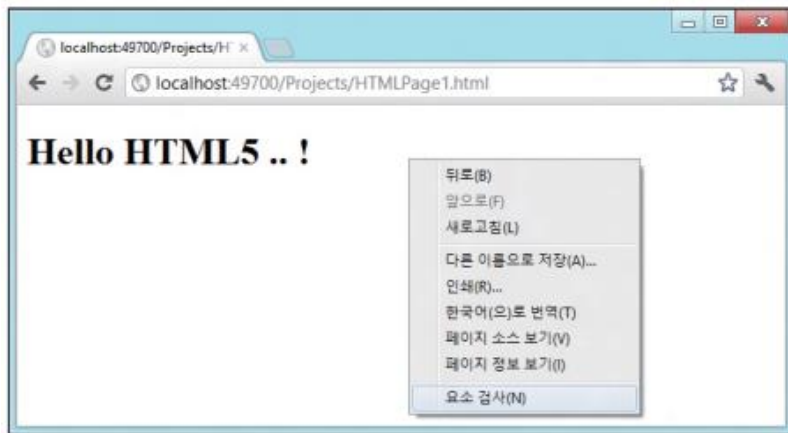 localhost:49700/Projects/H
localhost:49700/Projects/HTMLPage1.html
Hello HTML5 .. !
뒤로(B)
앞으로(F)
새로고침(L)
다른 이름으로 저장(A)...
인쇄(R)...
한국어(으)로 번역(T)
페이지 소스 보기(V)
페이지 정보 보기(I)
요소 검사(N)